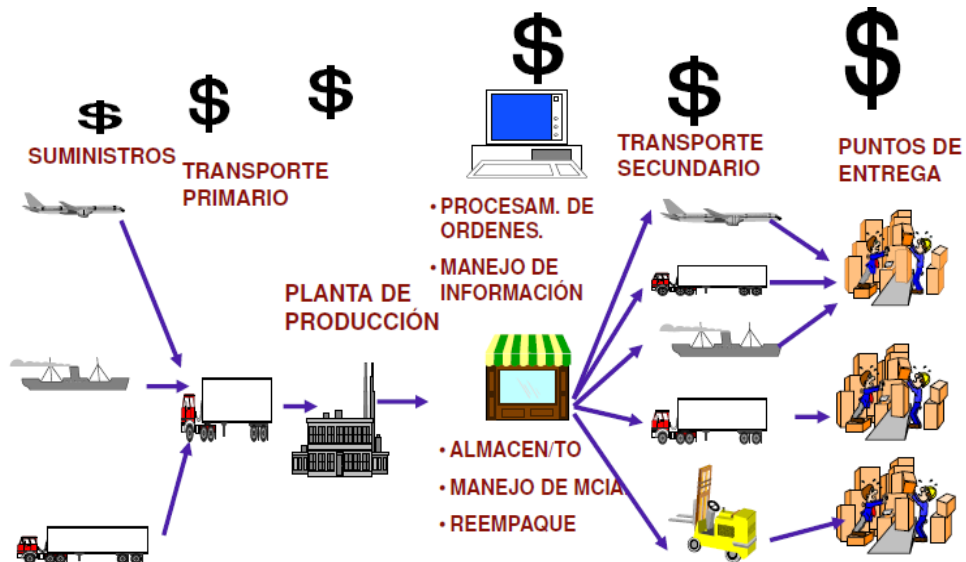 $ $ $ $ $ $
SUMINISTROS
TRANSPORTE
PRIMARIO
PLANTA DE
PRODUCCIÓN
• PROCESAM. DE
ORDENES.
• MANEJO DE
INFORMACIÓN
• ALMACEN/TO
• MANEJO DE MCIA.
• REEMPAQUE
TRANSPORTE
SECUNDARIO
PUNTOS DE
ENTREGA